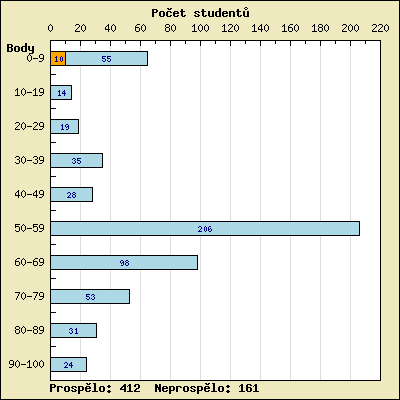 Počet studentů
0 20 40 60 80 100 120 140 160 180 200 220
Body
0-9 10 55
10-19 14
20-29 19
30-39 35
40-49 28
50-59 206
60-69 98
70-79 53
80-89 31
90-100 24
Prospělo: 412 Neprospělo: 161